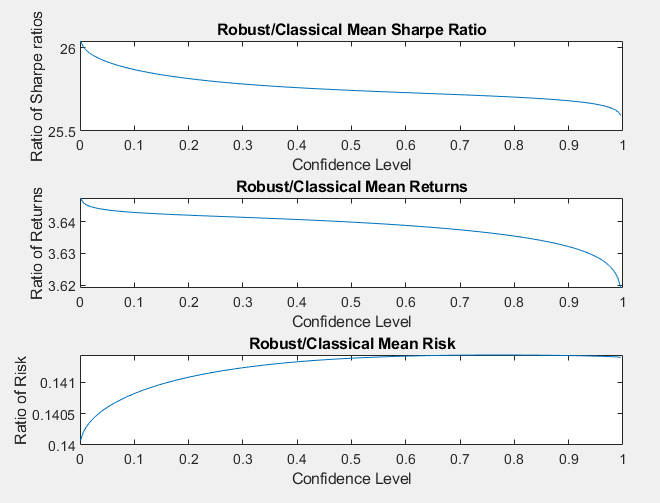 Robust/Classical Mean Sharpe Ratio
Ratio of Sharpe ratios
26
25.5
0 0.1 0.2 0.3 0.4 0.5 0.6 0.7 0.8 0.9 1
Confidence Level
Robust/Classical Mean Returns
Ratio of Returns
3.64
3.63
3.62
0 0.1 0.2 0.3 0.4 0.5 0.6 0.7 0.8 0.9 1
Confidence Level
Robust/Classical Mean Risk
Ratio of Risk
0.141
0.1405
0.14
0 0.1 0.2 0.3 0.4 0.5 0.6 0.7 0.8 0.9 1
Confidence Level